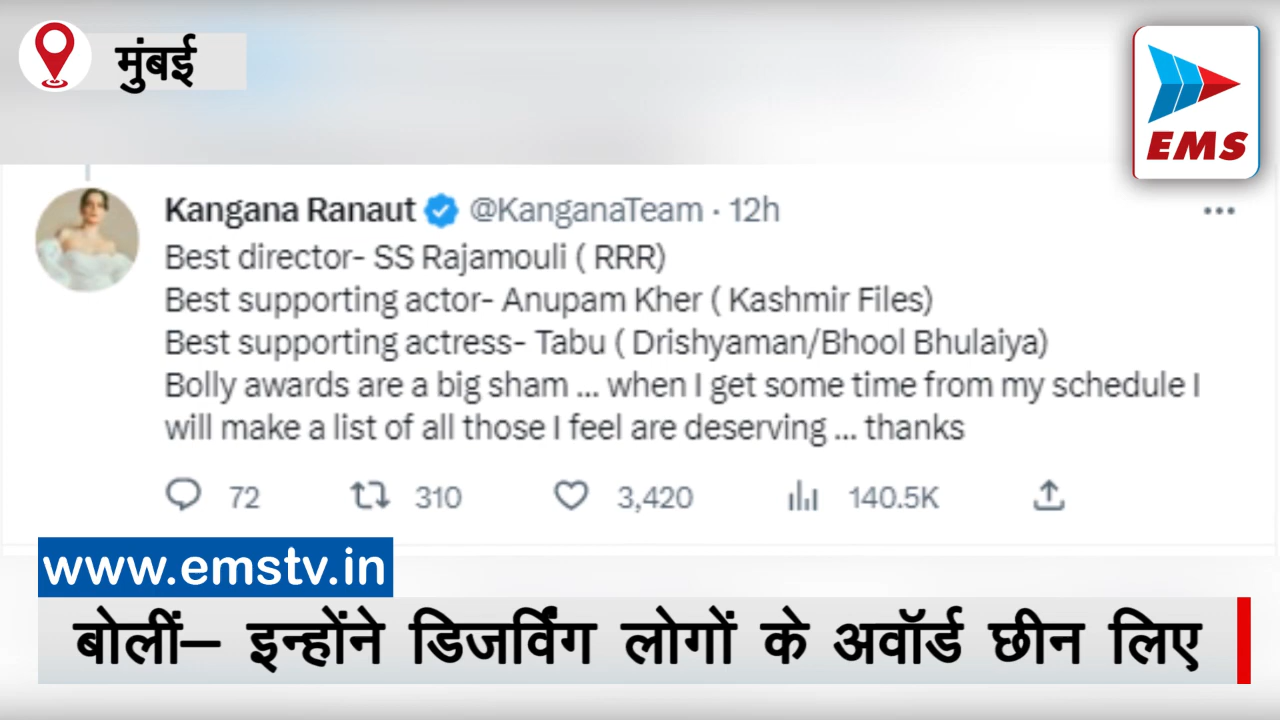 मुंबई
EMS
Kangana Ranaut @KanganaTeam · 12h
Best director- SS Rajamouli ( RRR)
Best supporting actor- Anupam Kher ( Kashmir Files)
Best supporting actress- Tabu ( Drishyaman/Bhool Bhulaiya)
Bolly awards are a big sham ... when I get some time from my schedule I
will make a list of all those I feel are deserving ... thanks
72 310 3,420 140.5K
www.emstv.in
बोलीं– इन्होंने डिजर्विंग लोगों के अवॉर्ड छीन लिए